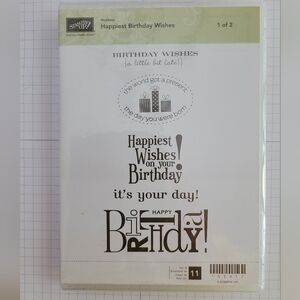 STAMPIN' UP!
Happiest Birthday Wishes
1 of 2
BIRTHDAY WISHES
{a little bit late!}
the world got a present
the day you were born
Happiest
Wishes
on your
Birthday!
it's your day!
HAPPY
BiRTHdaY!
11